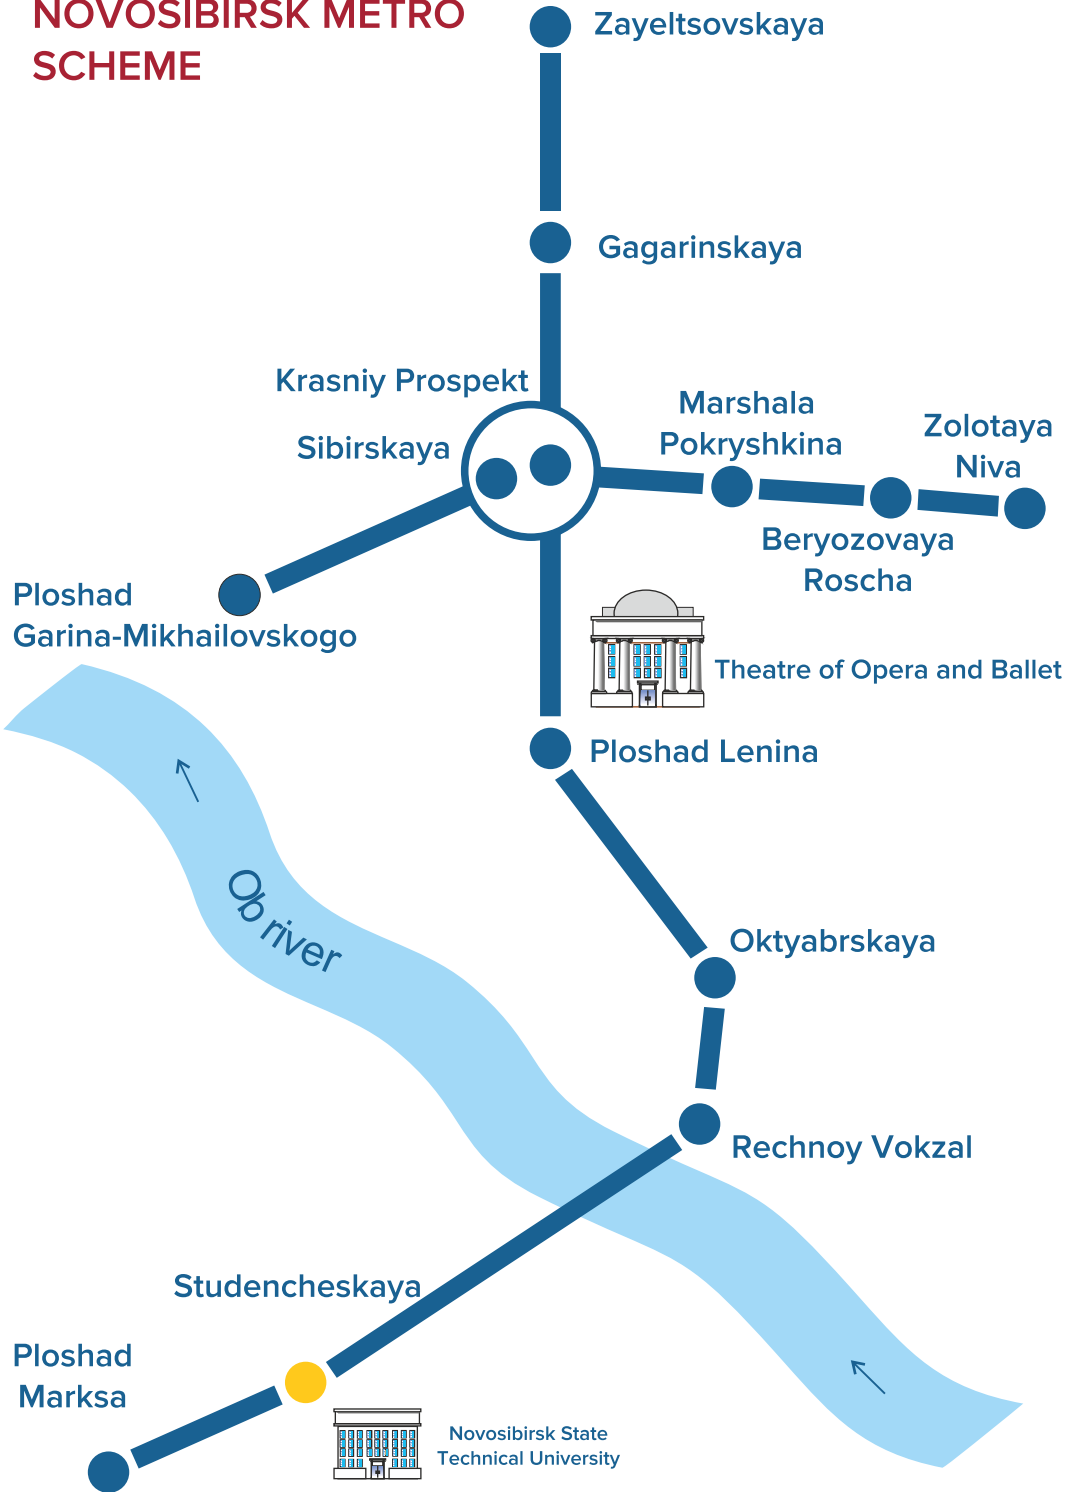 NOVOSIBIRSK METRO
SCHEME
Zayeltsovskaya
Gagarinskaya
Krasniy Prospekt
Sibirskaya
Marshala
Pokryshkina
Zolotaya
Niva
Beryozovaya
Roscha
Ploshad
Garina-Mikhailovskogo
Theatre of Opera and Ballet
Ploshad Lenina
Ob river
Oktyabrskaya
Rechnoy Vokzal
Studencheskaya
Ploshad
Marksa
Novosibirsk State
Technical University